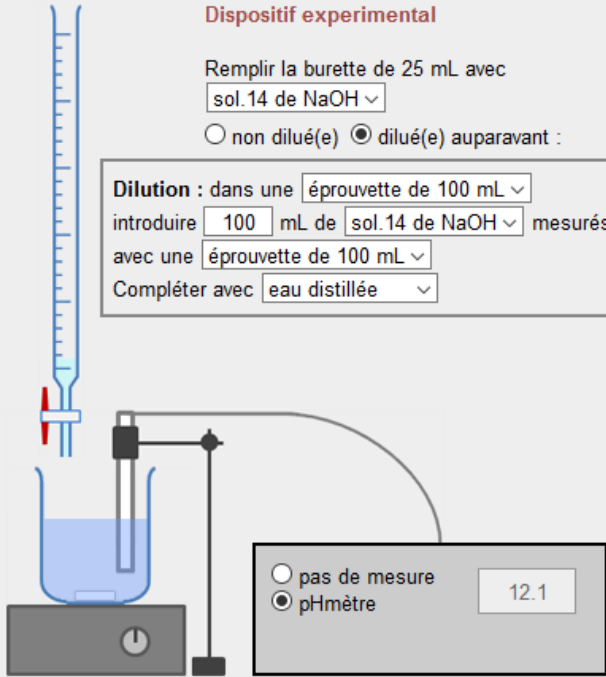 Dispositif experimental
Remplir la burette de 25 mL avec
sol.14 de NaOH
non dilué(e) dilué(e) auparavant :
Dilution : dans une éprouvette de 100 mL
introduire 100 mL de sol.14 de NaOH mesurés
avec une éprouvette de 100 mL
Compléter avec eau distillée
pas de mesure
pHmètre
12.1